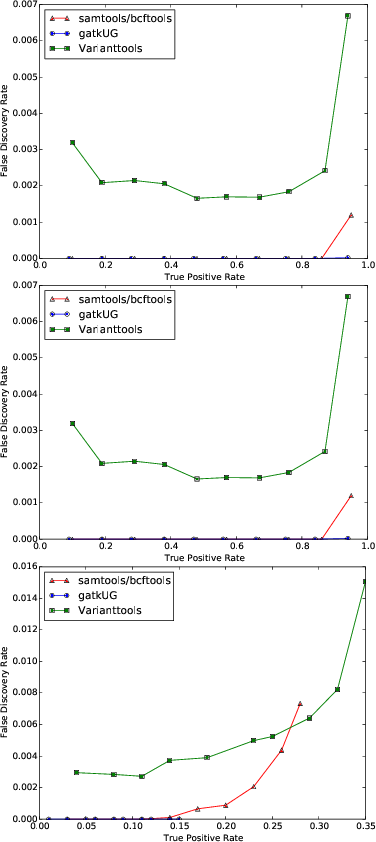 0.007
0.006
0.005
0.004
0.003
0.002
0.001
0.000
False Discovery Rate
samtools/bcftools
gatkUG
Varianttools
0.0 0.2 0.4 0.6 0.8 1.0
True Positive Rate
0.007
0.006
0.005
0.004
0.003
0.002
0.001
0.000
False Discovery Rate
samtools/bcftools
gatkUG
Varianttools
0.0 0.2 0.4 0.6 0.8 1.0
True Positive Rate
0.016
0.014
0.012
0.010
0.008
0.006
0.004
0.002
0.000
False Discovery Rate
samtools/bcftools
gatkUG
Varianttools
0.00 0.05 0.10 0.15 0.20 0.25 0.30 0.35
True Positive Rate